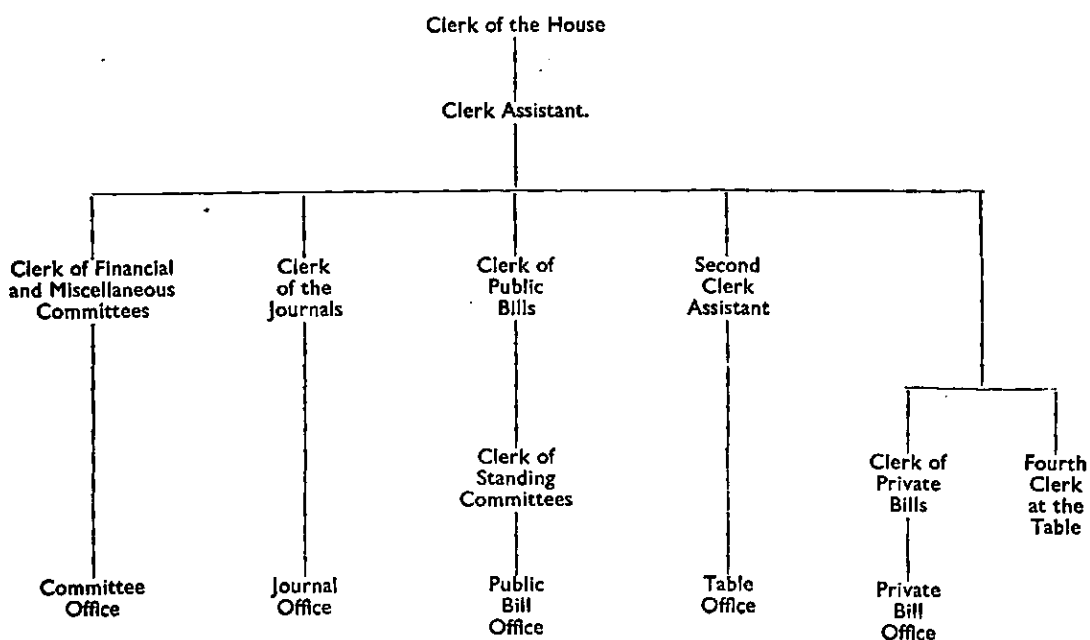 Clerk of the House
Clerk Assistant.
Clerk of Financial
and Miscellaneous
Committees
Clerk
of the
Journals
Clerk of
Public
Bills
Second
Clerk
Assistant
Clerk of
Standing
Committees
Clerk of
Private
Bills
Fourth
Clerk
at the
Table
Committee
Office
Journal
Office
Public
Bill
Office
Table
Office
Private
Bill
Office